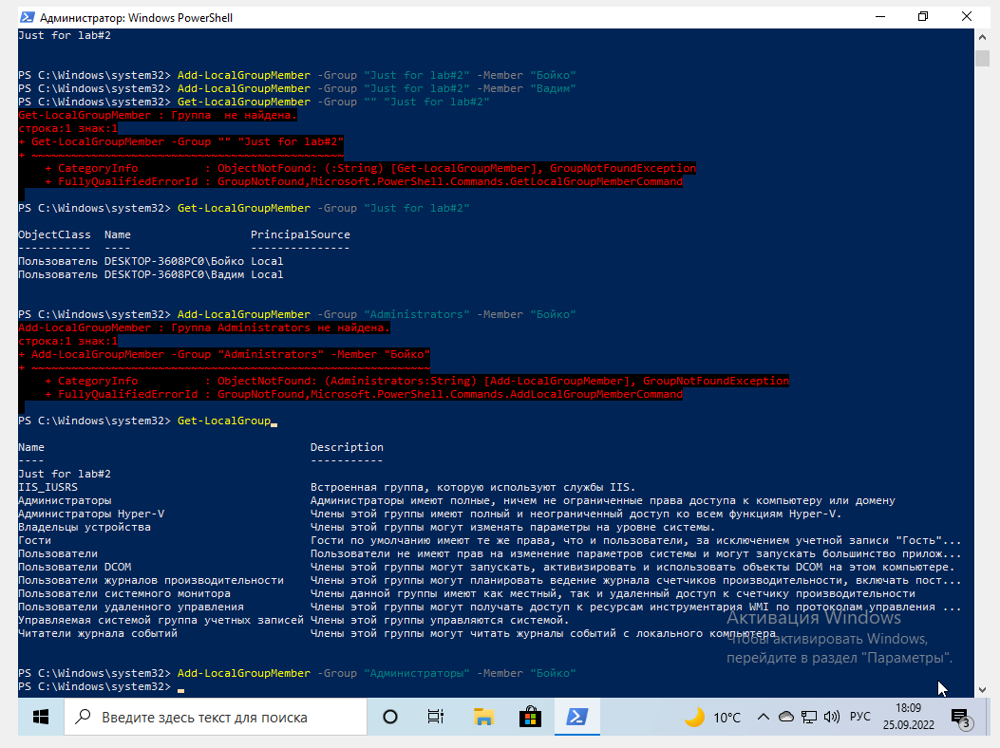 Администратор: Windows PowerShell
Just for lab#2
PS C:\Windows\system32> Add-LocalGroupMember -Group "Just for lab#2" -Member "Бойко"
PS C:\Windows\system32> Add-LocalGroupMember -Group "Just for lab#2" -Member "Вадим"
PS C:\Windows\system32> Get-LocalGroupMember -Group "" "Just for lab#2"
Get-LocalGroupMember : Группа  не найдена.
строка:1 знак:1
+ Get-LocalGroupMember -Group "" "Just for lab#2"
+ ~~~~~~~~~~~~~~~~~~~~~~~~~~~~~~~~~~~~~~~~~~~~~~~
    + CategoryInfo          : ObjectNotFound: (:String) [Get-LocalGroupMember], GroupNotFoundException
    + FullyQualifiedErrorId : GroupNotFound,Microsoft.PowerShell.Commands.GetLocalGroupMemberCommand
PS C:\Windows\system32> Get-LocalGroupMember -Group "Just for lab#2"
ObjectClass  Name                  PrincipalSource
-----------  ----                  ---------------
Пользователь DESKTOP-3608PC0\Бойко Local
Пользователь DESKTOP-3608PC0\Вадим Local
PS C:\Windows\system32> Add-LocalGroupMember -Group "Administrators" -Member "Бойко"
Add-LocalGroupMember : Группа Administrators не найдена.
строка:1 знак:1
+ Add-LocalGroupMember -Group "Administrators" -Member "Бойко"
+ ~~~~~~~~~~~~~~~~~~~~~~~~~~~~~~~~~~~~~~~~~~~~~~~~~~~~~~~~~~~~
    + CategoryInfo          : ObjectNotFound: (Administrators:String) [Add-LocalGroupMember], GroupNotFoundException
    + FullyQualifiedErrorId : GroupNotFound,Microsoft.PowerShell.Commands.AddLocalGroupMemberCommand
PS C:\Windows\system32> Get-LocalGroup
Name                                        Description
----                                        -----------
Just for lab#2
IIS_IUSRS                                   Встроенная группа, которую используют службы IIS.
Администраторы                              Администраторы имеют полные, ничем не ограниченные права доступа к компьютеру или домену
Администраторы Hyper-V                      Члены этой группы имеют полный и неограниченный доступ ко всем функциям Hyper-V.
Владельцы устройства                        Члены этой группы могут изменять параметры на уровне системы.
Гости                                       Гости по умолчанию имеют те же права, что и пользователи, за исключением учетной записи "Гость"...
Пользователи                                Пользователи не имеют прав на изменение параметров системы и могут запускать большинство прилож...
Пользователи DCOM                           Члены этой группы могут запускать, активизировать и использовать объекты DCOM на этом компьютере.
Пользователи журналов производительности    Члены этой группы могут планировать ведение журнала счетчиков производительности, включать пост...
Пользователи системного монитора            Члены данной группы имеют как местный, так и удаленный доступ к счетчику производительности
Пользователи удаленного управления          Члены этой группы могут получать доступ к ресурсам инструментария WMI по протоколам управления ...
Управляемая системой группа учетных записей Члены этой группы управляются системой.
Читатели журнала событий                    Члены этой группы могут читать журналы событий с локального компьютера
Активация Windows
Чтобы активировать Windows,
перейдите в раздел "Параметры".
PS C:\Windows\system32> Add-LocalGroupMember -Group "Администраторы" -Member "Бойко"
PS C:\Windows\system32>
Введите здесь текст для поиска
10°C
РУС
18:09
25.09.2022
3